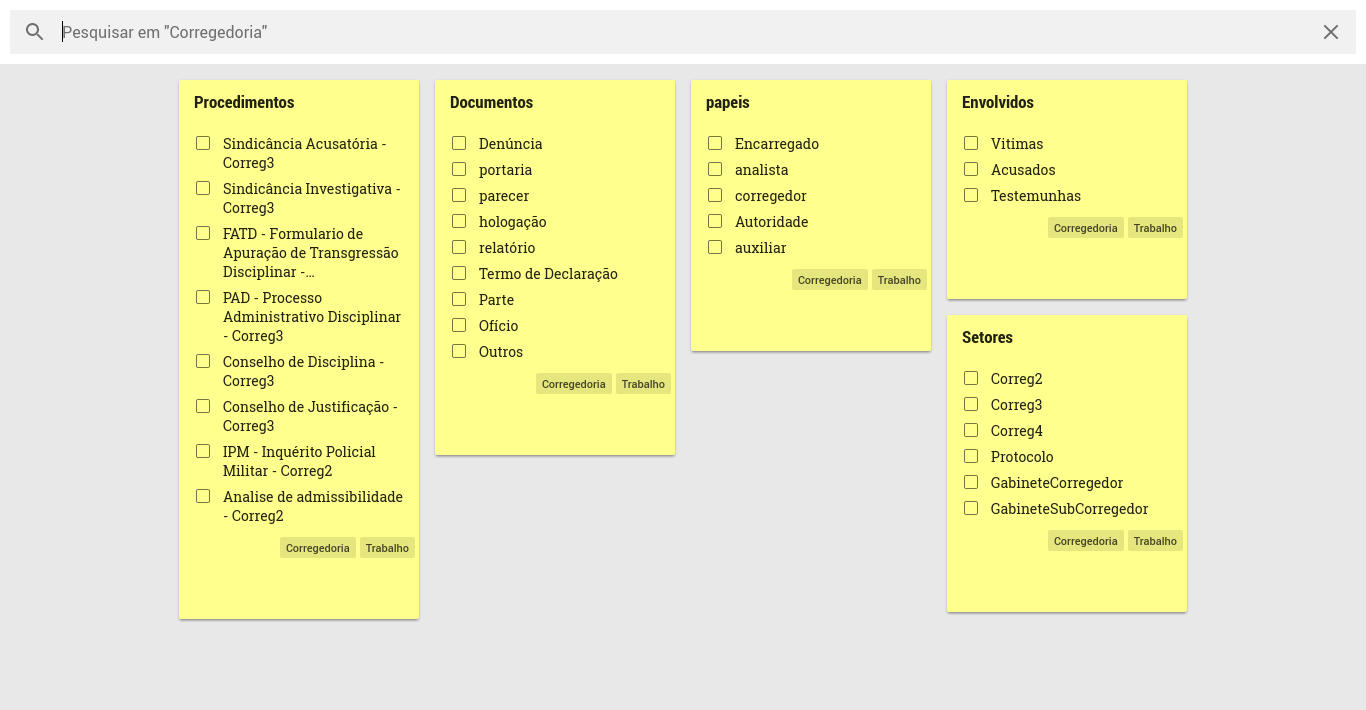 Pesquisar em "Corregedoria"
Procedimentos
Sindicância Acusatória -
Correg3
Sindicância Investigativa -
Correg3
FATD - Formulario de
Apuração de Transgressão
Disciplinar -...
PAD - Processo
Administrativo Disciplinar
- Correg3
Conselho de Disciplina -
Correg3
Conselho de Justificação -
Correg3
IPM - Inquérito Policial
Militar - Correg2
Analise de admissibilidade
- Correg2
Corregedoria Trabalho
Documentos
Denúncia
portaria
parecer
hologação
relatório
Termo de Declaração
Parte
Ofício
Outros
Corregedoria Trabalho
papeis
Encarregado
analista
corregedor
Autoridade
auxiliar
Corregedoria Trabalho
Envolvidos
Vitimas
Acusados
Testemunhas
Corregedoria Trabalho
Setores
Correg2
Correg3
Correg4
Protocolo
GabineteCorregedor
GabineteSubCorregedor
Corregedoria Trabalho